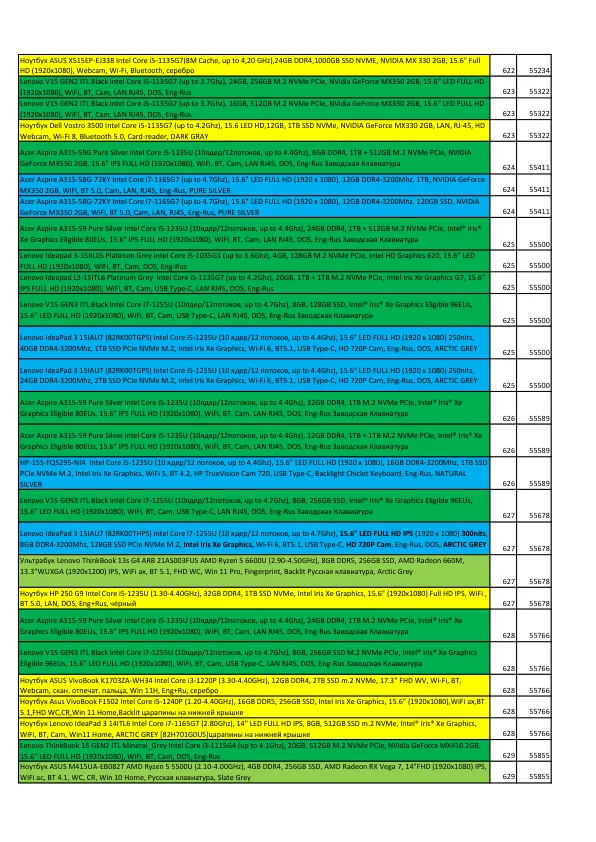 Ноутбук ASUS X515EP-EJ338 Intel Core i5-1135G7(8M Cache, up to 4,20 GHz),24GB DDR4,1000GB SSD NVME, NVIDIA MX 330 2GB, 15.6" Full
HD (1920x1080), Webcam, Wi-Fi, Bluetooth, серебро 622 55234
Lenovo V15 GEN2 ITL Black Intel Core i5-1135G7 (up to 3.7Ghz), 24GB, 256GB M.2 NVMe PCIe, NVidia GeForce MX350 2GB, 15.6" LED FULL HD
(1920x1080), WiFi, BT, Cam, LAN RJ45, DOS, Eng-Rus 623 55322
Lenovo V15 GEN2 ITL Black Intel Core i5-1135G7 (up to 3.7Ghz), 16GB, 512GB M.2 NVMe PCIe, NVidia GeForce MX350 2GB, 15.6" LED FULL HD
(1920x1080), WiFi, BT, Cam, LAN RJ45, DOS, Eng-Rus 623 55322
Ноутбук Dell Vostro 3500 Intel Core i5-1135G7 (up to 4.2Ghz), 15.6 LED FULL HD,12GB, 1TB SSD NVMe, NVIDIA GeForce MX330 2GB, LAN, RJ-45, HD
Webcam, Wi-Fi 8, Bluetooth 5.0, Card-reader, DARK GRAY 623 55322
Acer Aspire A315-59G Pure Silver Intel Core i5-1235U (10ядер/12потоков, up to 4.4Ghz), 8GB DDR4, 1TB + 512GB M.2 NVMe PCIe, NVIDIA
GeForce MX550 2GB, 15.6" IPS FULL HD (1920x1080), WiFi, BT, Cam, LAN RJ45, DOS, Eng-Rus Заводская Клавиатура 624 55411
Acer Aspire A315-58G-72KY Intel Core i7-1165G7 (up to 4.7Ghz), 15.6" LED FULL HD (1920 x 1080), 12GB DDR4-3200Mhz, 1TB, NVIDIA GeForce
MX350 2GB, WiFi, BT 5.0, Cam, LAN, RJ45, Eng-Rus, PURE SILVER 624 55411
Acer Aspire A315-58G-72KY Intel Core i7-1165G7 (up to 4.7Ghz), 15.6" LED FULL HD (1920 x 1080), 12GB DDR4-3200Mhz, 120GB SSD, NVIDIA
GeForce MX350 2GB, WiFi, BT 5.0, Cam, LAN, RJ45, Eng-Rus, PURE SILVER 624 55411
Acer Aspire A315-59 Pure Silver Intel Core i5-1235U (10ядер/12потоков, up to 4.4Ghz), 24GB DDR4, 1TB + 512GB M.2 NVMe PCIe, Intel® Iris®
Xe Graphics Eligible 80EUs, 15.6" IPS FULL HD (1920x1080), WiFi, BT, Cam, LAN RJ45, DOS, Eng-Rus Заводская Клавиатура 625 55500
Lenovo Ideapad 3-15IIL05 Platinum Grey Intel Core i5-1035G1 (up to 3.6Ghz), 4GB, 128GB M.2 NVMe PCIe, Intel HD Graphics 620, 15.6" LED
FULL HD (1920x1080), WiFi, BT, Cam, DOS, Eng-Rus 625 55500
Lenovo Ideapad L3-15ITL6 Platinum Grey Intel Core i5-1135G7 (up to 4.2Ghz), 20GB, 1TB + 1TB M.2 NVMe PCIe, Intel Iris Xe Graphics G7, 15.6"
IPS FULL HD (1920x1080), WiFi, BT, Cam, USB Type-C, LAN RJ45, DOS, Eng-Rus 625 55500
Lenovo V15 GEN3 ITL Black Intel Core i7-1255U (10ядер/12потоков, up to 4.7Ghz), 8GB, 128GB SSD, Intel® Iris® Xe Graphics Eligible 96EUs,
15.6" LED FULL HD (1920x1080), WiFi, BT, Cam, USB Type-C, LAN RJ45, DOS, Eng-Rus 625 55500
Lenovo IdeaPad 3 15IAU7 (82RK00TGPS) Intel Core i5-1235U (10 ядер/12 потоков, up to 4.4Ghz), 15.6" LED FULL HD (1920 x 1080) 250nits,
40GB DDR4-3200Mhz, 1TB SSD PCIe NVMe M.2, Intel Iris Xe Graphics, Wi-Fi 6, BT5.1, USB Type-C, HD 720P Cam, Eng-Rus, DOS, ARCTIC GREY 625 55500
Lenovo IdeaPad 3 15IAU7 (82RK00TGPS) Intel Core i5-1235U (10 ядер/12 потоков, up to 4.4Ghz), 15.6" LED FULL HD (1920 x 1080) 250nits,
24GB DDR4-3200Mhz, 2TB SSD PCIe NVMe M.2, Intel Iris Xe Graphics, Wi-Fi 6, BT5.1, USB Type-C, HD 720P Cam, Eng-Rus, DOS, ARCTIC GREY 625 55500
Acer Aspire A315-59 Pure Silver Intel Core i5-1235U (10ядер/12потоков, up to 4.4Ghz), 32GB DDR4, 1TB M.2 NVMe PCIe, Intel® Iris® Xe
Graphics Eligible 80EUs, 15.6" IPS FULL HD (1920x1080), WiFi, BT, Cam, LAN RJ45, DOS, Eng-Rus Заводская Клавиатура 626 55589
Acer Aspire A315-59 Pure Silver Intel Core i5-1235U (10ядер/12потоков, up to 4.4Ghz), 12GB DDR4, 1TB + 1TB M.2 NVMe PCIe, Intel® Iris® Xe
Graphics Eligible 80EUs, 15.6" IPS FULL HD (1920x1080), WiFi, BT, Cam, LAN RJ45, DOS, Eng-Rus Заводская Клавиатура 626 55589
HP-15S-FQ5295-NIA Intel Core i5-1235U (10 ядер/12 потоков, up to 4.4Ghz), 15.6" LED FULL HD (1920 x 1080), 16GB DDR4-3200Mhz, 1TB SSD
PCIe NVMe M.2, Intel Iris Xe Graphics, WiFi 5, BT 4.2, HP TrueVision Cam 720, USB Type-C, Backlight Chiclet Keyboard, Eng-Rus, NATURAL
SILVER 626 55589
Lenovo V15 GEN3 ITL Black Intel Core i7-1255U (10ядер/12потоков, up to 4.7Ghz), 8GB, 256GB SSD, Intel® Iris® Xe Graphics Eligible 96EUs,
15.6" LED FULL HD (1920x1080), WiFi, BT, Cam, USB Type-C, LAN RJ45, DOS, Eng-Rus 627 55678
Lenovo IdeaPad 3 15IAU7 (82RK00THPS) Intel Core i7-1255U (10 ядер/12 потоков, up to 4.7Ghz), 15.6" LED FULL HD IPS (1920 x 1080) 300nits,
8GB DDR4-3200Mhz, 128GB SSD PCIe NVMe M.2, Intel Iris Xe Graphics, Wi-Fi 6, BT5.1, USB Type-C, HD 720P Cam, Eng-Rus, DOS, ARCTIC GREY 627 55678
Ультрабук Lenovo ThinkBook 13s G4 ARB 21AS003FUS AMD Ryzen 5 6600U (2.90-4.50GHz), 8GB DDR5, 256GB SSD, AMD Radeon 660M,
13.3"WUXGA (1920x1200) IPS, WiFi ax, BT 5.1, FHD WC, Win 11 Pro, Fingerprint, Backlit Русская клавиатура, Arctic Grey 627 55678
Ноутбук HP 250 G9 Intel Core i5-1235U (1.30-4.40GHz), 32GB DDR4, 1TB SSD NVMe, Intel Iris Xe Graphics, 15.6" (1920x1080) Full HD IPS, WiFi ,
BT 5.0, LAN, DOS, Eng+Rus, чёрный 627 55678
Acer Aspire A315-59 Pure Silver Intel Core i5-1235U (10ядер/12потоков, up to 4.4Ghz), 36GB DDR4, 512GB M.2 NVMe PCIe, Intel® Iris® Xe
Graphics Eligible 80EUs, 15.6" IPS FULL HD (1920x1080), WiFi, BT, Cam, LAN RJ45, DOS, Eng-Rus Заводская Клавиатура 628 55766
Lenovo V15 GEN3 ITL Black Intel Core i7-1255U (10ядер/12потоков, up to 4.7Ghz), 8GB, 256GB SSD M.2 NVMe PCIe, Intel® Iris® Xe Graphics
Eligible 96EUs, 15.6" LED FULL HD (1920x1080), WiFi, BT, Cam, USB Type-C, LAN RJ45, DOS, Eng-Rus 628 55766
Ноутбук ASUS VivoBook K1703ZA-WH34 Intel Core i3-1220P (3.30-4.40GHz), 12GB DDR4, 2TB SSD m.2 NVMe, 17.3" FHD WV, Wi-Fi, BT,
Webcam, скан. отпечат. пальца, Win 11H, Eng+Ru, серебро 628 55766
Ноутбук Asus VivoBook F1502 Intel Core i5-1240P (1.20-4.40GHz), 16GB DDR5, 256GB SSD, Intel Iris Xe Graphics, 15.6" (1920x1080) WiFi ax,BT
5.1,FHD WC,CR,Win 11 Home,Backlit царапины на нижней крышке 628 55766
Ноутбук Lenovo IdeaPad 3 14ITL6 Intel Core i7-1165G7 (2.80Ghz), 14" LED FULL HD IPS, 8GB, 512GB SSD m.2 NVMe, Intel Iris Xe Graphics,
WiFi, BT, Cam, Win11 Home, ARCTIC GREY [82H701G0US]царапины на нижней крышке 628 55766
Lenovo ThinkBook 15 GEN2 ITL Mineral_Grey Intel Core i3-1115G4 (up to 4.1Ghz), 20GB, 512GB M.2 NVMe PCIe, NVidia GeForce MX450 2GB,
15.6" LED FULL HD (1920x1080), WiFi, BT, Cam, DOS, Eng-Rus 629 55855
Ноутбук ASUS M415UA-EB082T AMD Ryzen 5 5500U (2.10-4.00GHz), 4GB DDR4, 256GB SSD, AMD Radeon RX Vega 7, 14"FHD (1920x1080) IPS,
WiFi ac, BT 4.1, WC, CR, Win 10 Home, Русская клавиатура, Slate Grey 629 55855